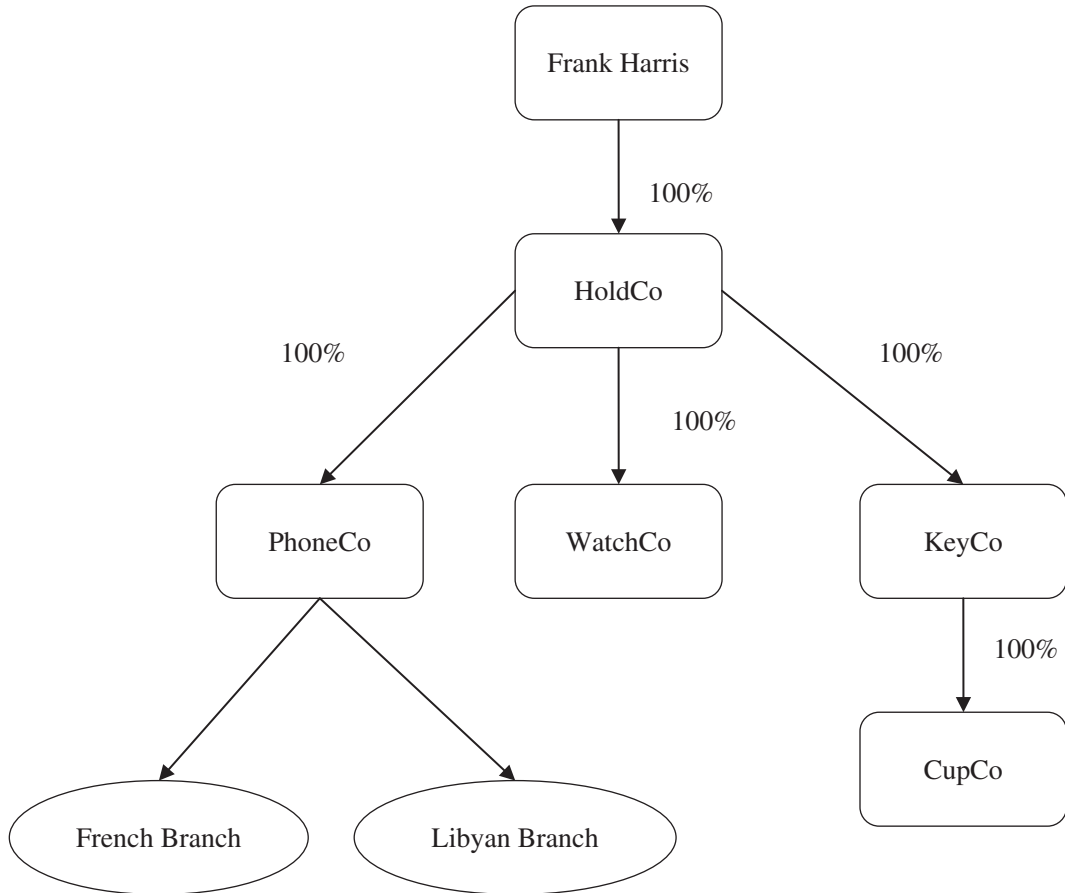 Frank Harris
100%
HoldCo
100%
100%
100%
PhoneCo
WatchCo
KeyCo
100%
CupCo
French Branch
Libyan Branch